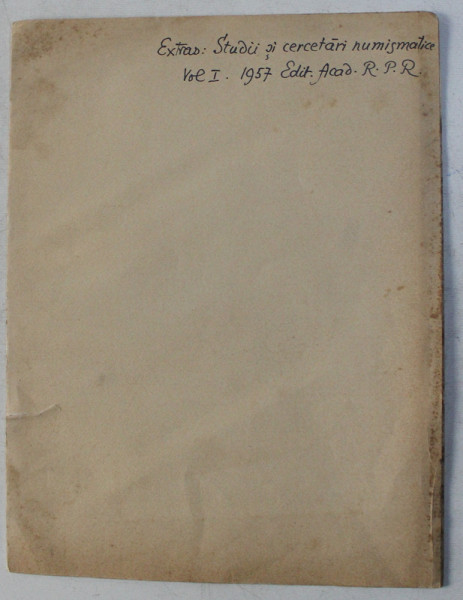 Extras: Studii și cercetări numismatice
Vol I. 1957 Edit. Acad. R. P. R.